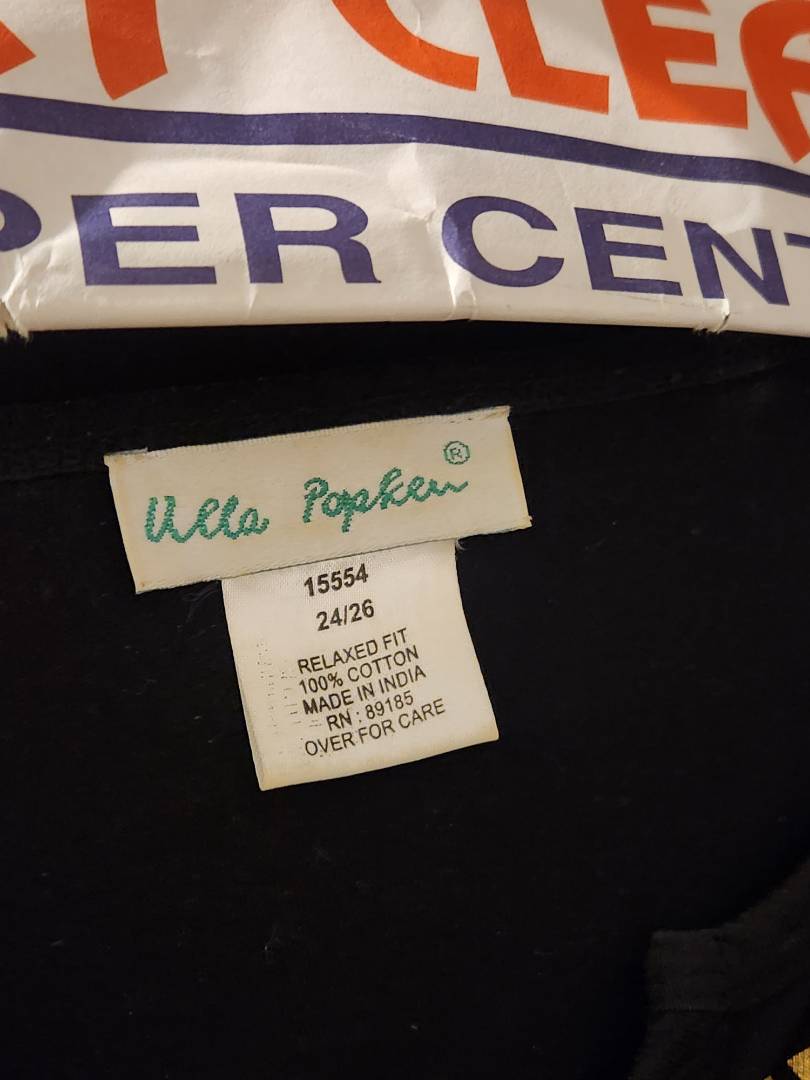 CLEA
PER CENT
Ulla Popken ®
15554
24/26
RELAXED FIT
100% COTTON
MADE IN INDIA
RN : 89185
OVER FOR CARE